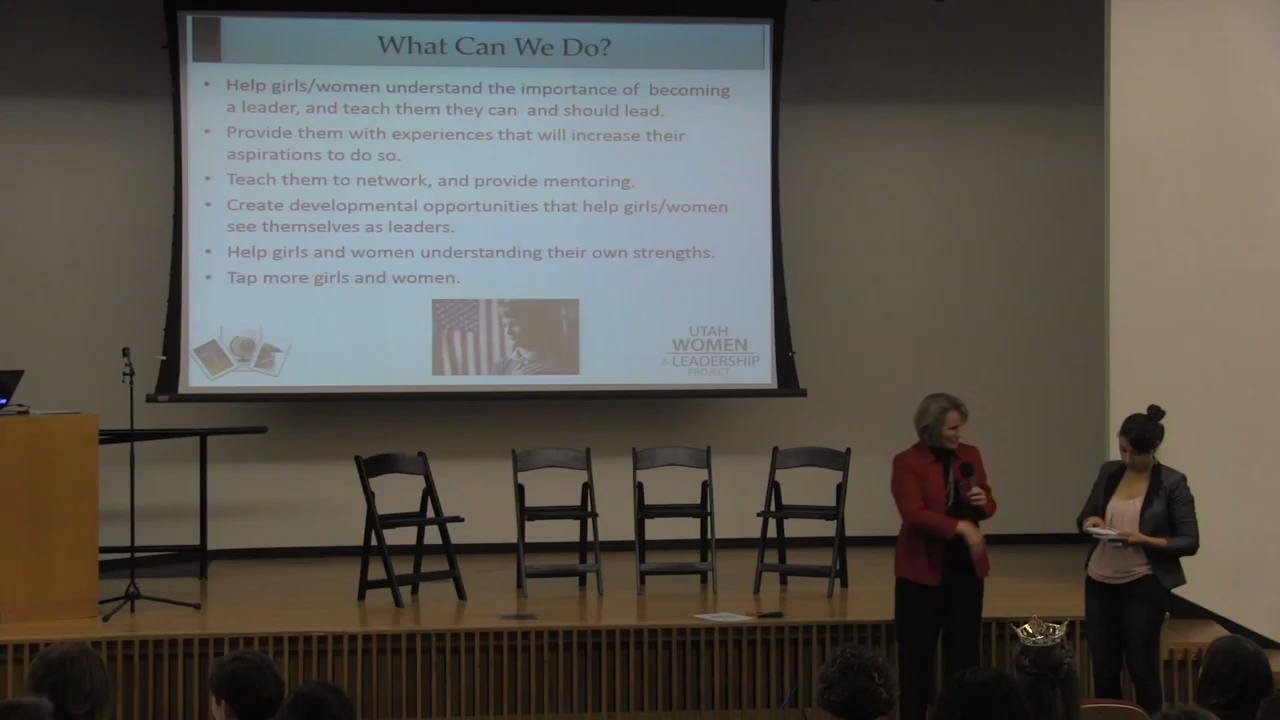 What Can We Do?
• Help girls/women understand the importance of becoming
a leader, and teach them they can and should lead.
• Provide them with experiences that will increase their
aspirations to do so.
• Teach them to network, and provide mentoring.
• Create developmental opportunities that help girls/women
see themselves as leaders.
• Help girls and women understanding their own strengths.
• Tap more girls and women.
UTAH
WOMEN
& LEADERSHIP
PROJECT